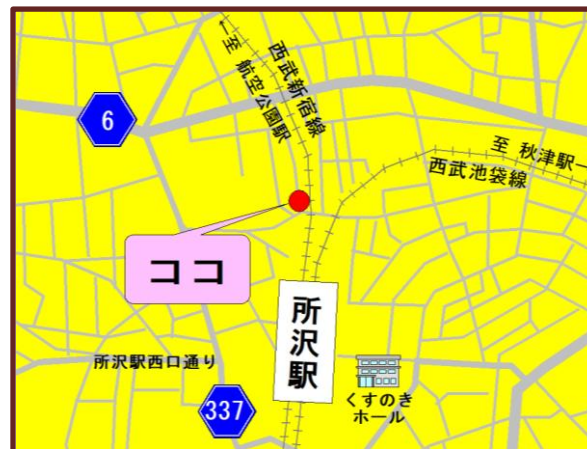 ←至 航空公園駅
西武新宿線
6
至 秋津駅→
西武池袋線
ココ
所沢駅
所沢駅西口通り
337
くすのき
ホール